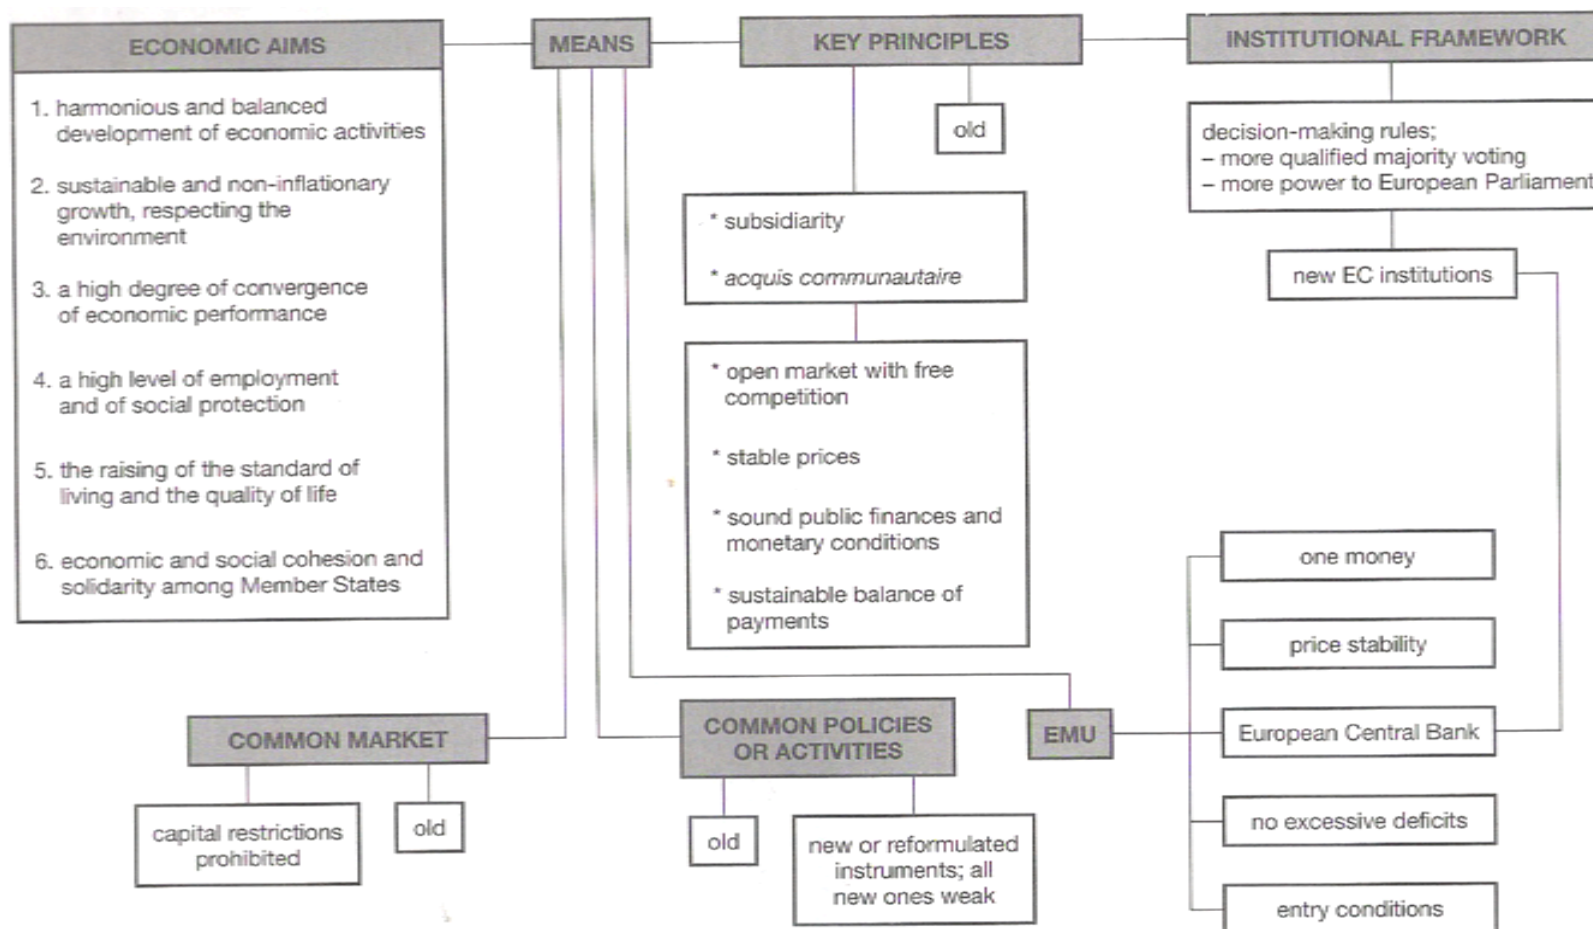 ECONOMIC AIMS
MEANS
KEY PRINCIPLES
INSTITUTIONAL FRAMEWORK
1. harmonious and balanced
development of economic activities
2. sustainable and non-inflationary
growth, respecting the
environment
3. a high degree of convergence
of economic performance
4. a high level of employment
and of social protection
5. the raising of the standard of
living and the quality of life
6. economic and social cohesion and
solidarity among Member States
old
* subsidiarity
* acquis communautaire
* open market with free
competition
* stable prices
* sound public finances and
monetary conditions
* sustainable balance of
payments
decision-making rules;
– more qualified majority voting
– more power to European Parliament
new EC institutions
COMMON MARKET
capital restrictions
prohibited
old
COMMON POLICIES
OR ACTIVITIES
old
new or reformulated
instruments; all
new ones weak
EMU
one money
price stability
European Central Bank
no excessive deficits
entry conditions